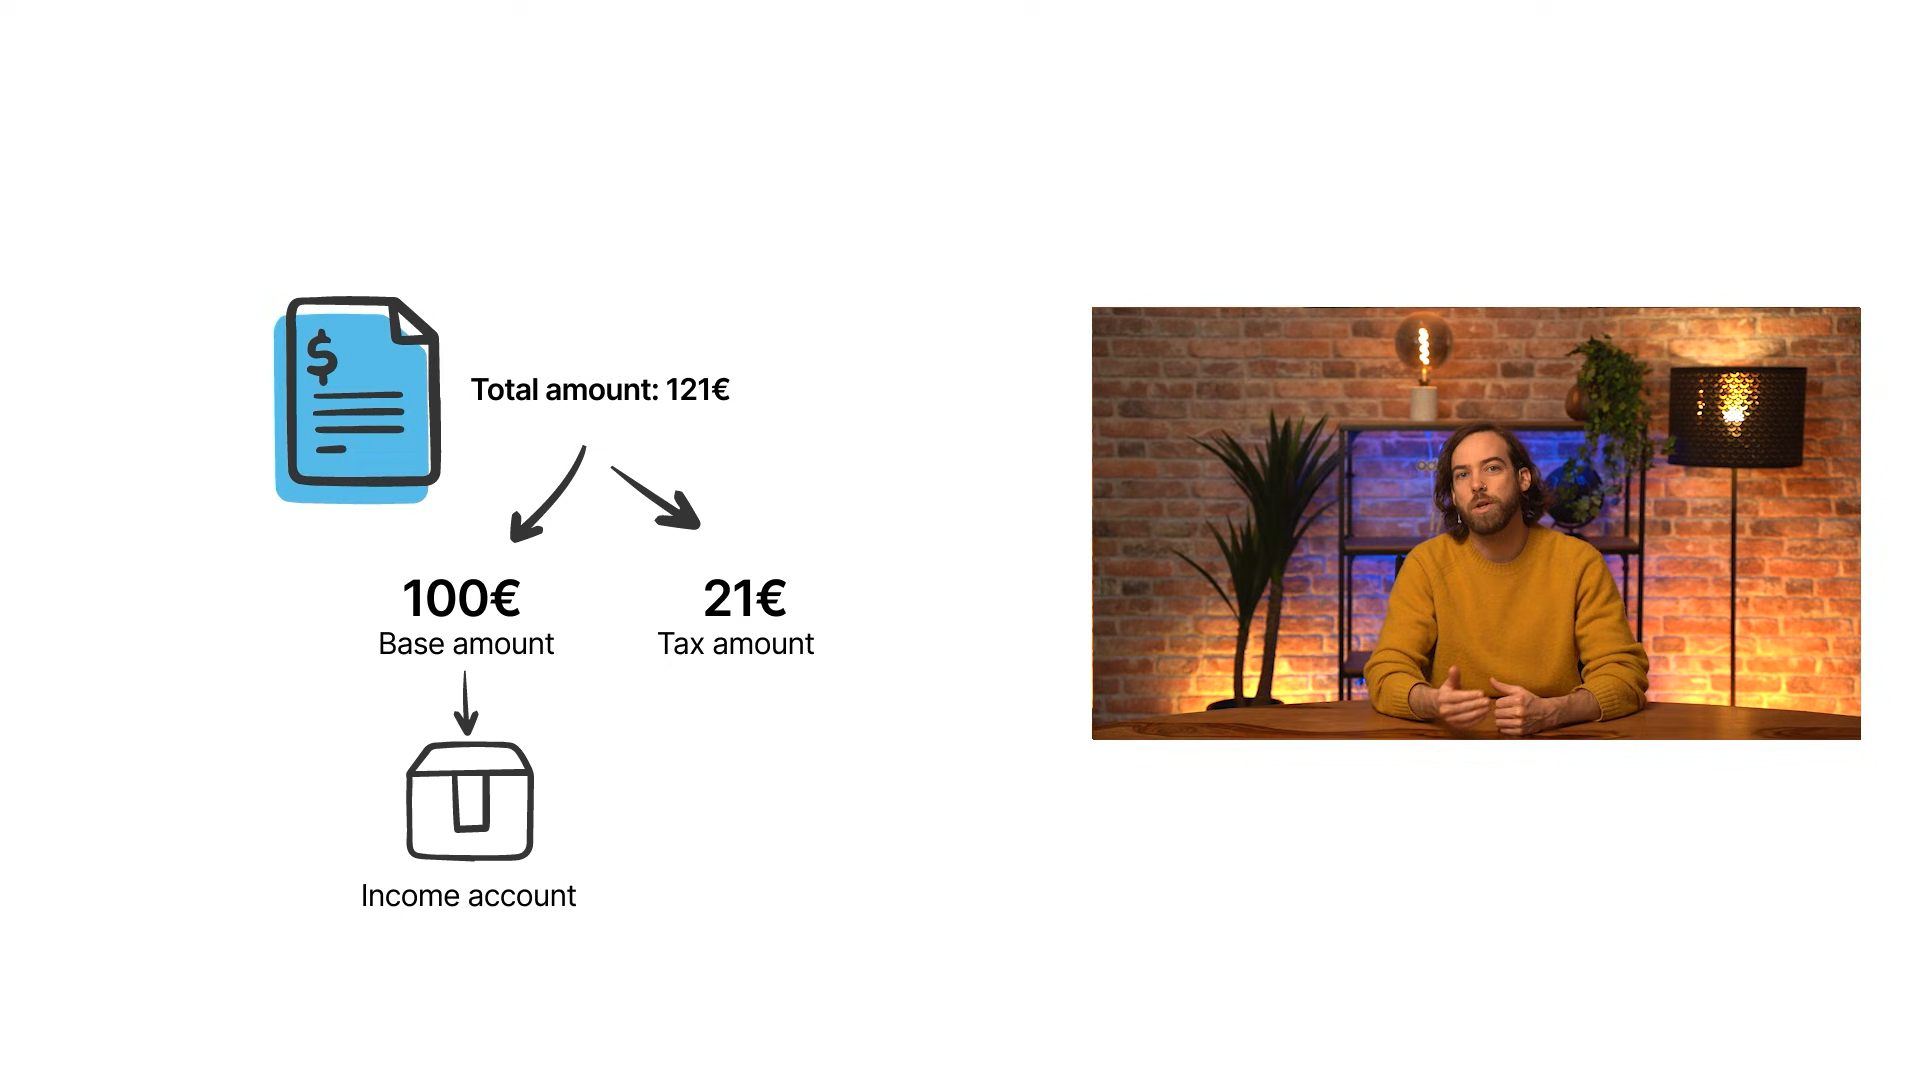 $
Total amount: 121€
100€
Base amount
21€
Tax amount
Income account